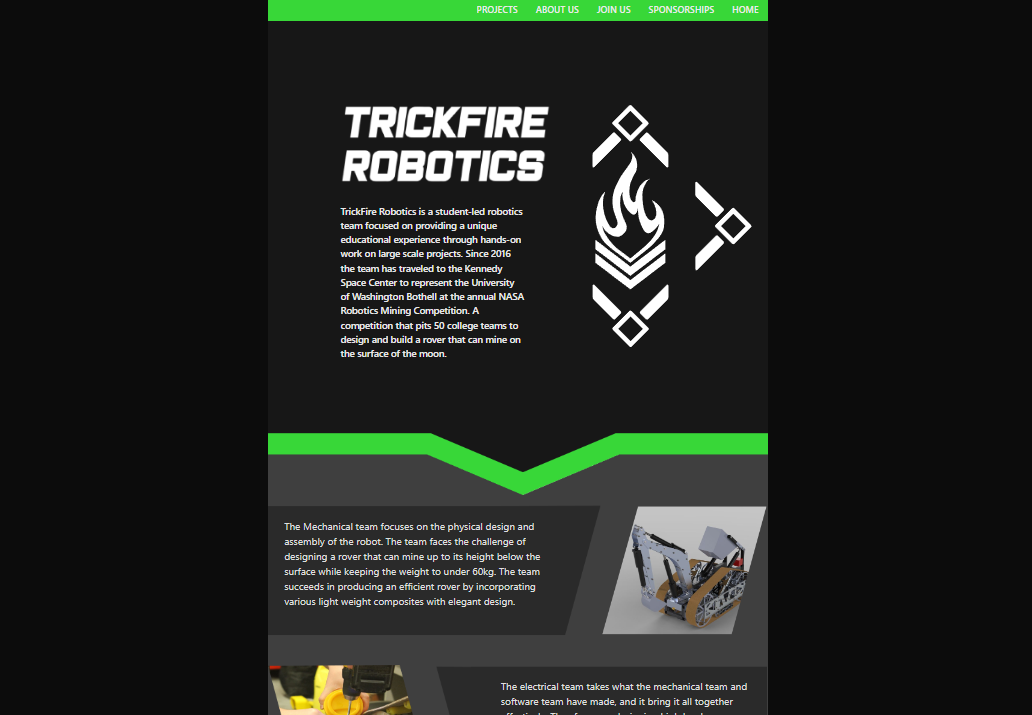 PROJECTS ABOUT US JOIN US SPONSORSHIPS HOME
TRICKFIRE
ROBOTICS
TrickFire Robotics is a student-led robotics
team focused on providing a unique
educational experience through hands-on
work on large scale projects. Since 2016
the team has traveled to the Kennedy
Space Center to represent the University
of Washington Bothell at the annual NASA
Robotics Mining Competition. A
competition that pits 50 college teams to
design and build a rover that can mine on
the surface of the moon.
The Mechanical team focuses on the physical design and
assembly of the robot. The team faces the challenge of
designing a rover that can mine up to its height below the
surface while keeping the weight to under 60kg. The team
succeeds in producing an efficient rover by incorporating
various light weight composites with elegant design.
The electrical team takes what the mechanical team and
software team have made, and it bring it all together